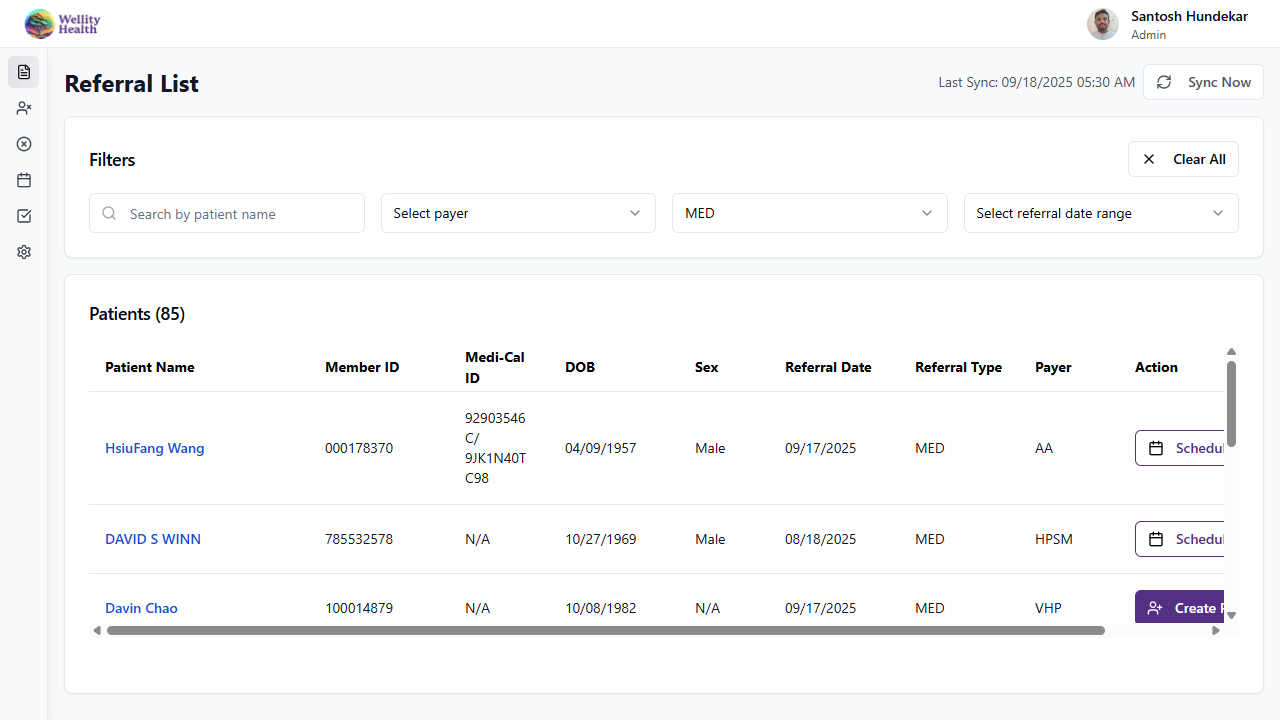 Wellity
Health
Santosh Hundekar
Admin
Referral List
Last Sync: 09/18/2025 05:30 AM
Sync Now
Filters
Clear All
Search by patient name
Select payer
MED
Select referral date range
Patients (85)
Patient Name Member ID Medi-Cal ID DOB Sex Referral Date Referral Type Payer Action
HsiuFang Wang 000178370 92903546C/ 9JK1N40TC98 04/09/1957 Male 09/17/2025 MED AA Schedul
DAVID S WINN 785532578 N/A 10/27/1969 Male 08/18/2025 MED HPSM Schedul
Davin Chao 100014879 N/A 10/08/1982 N/A 09/17/2025 MED VHP Create